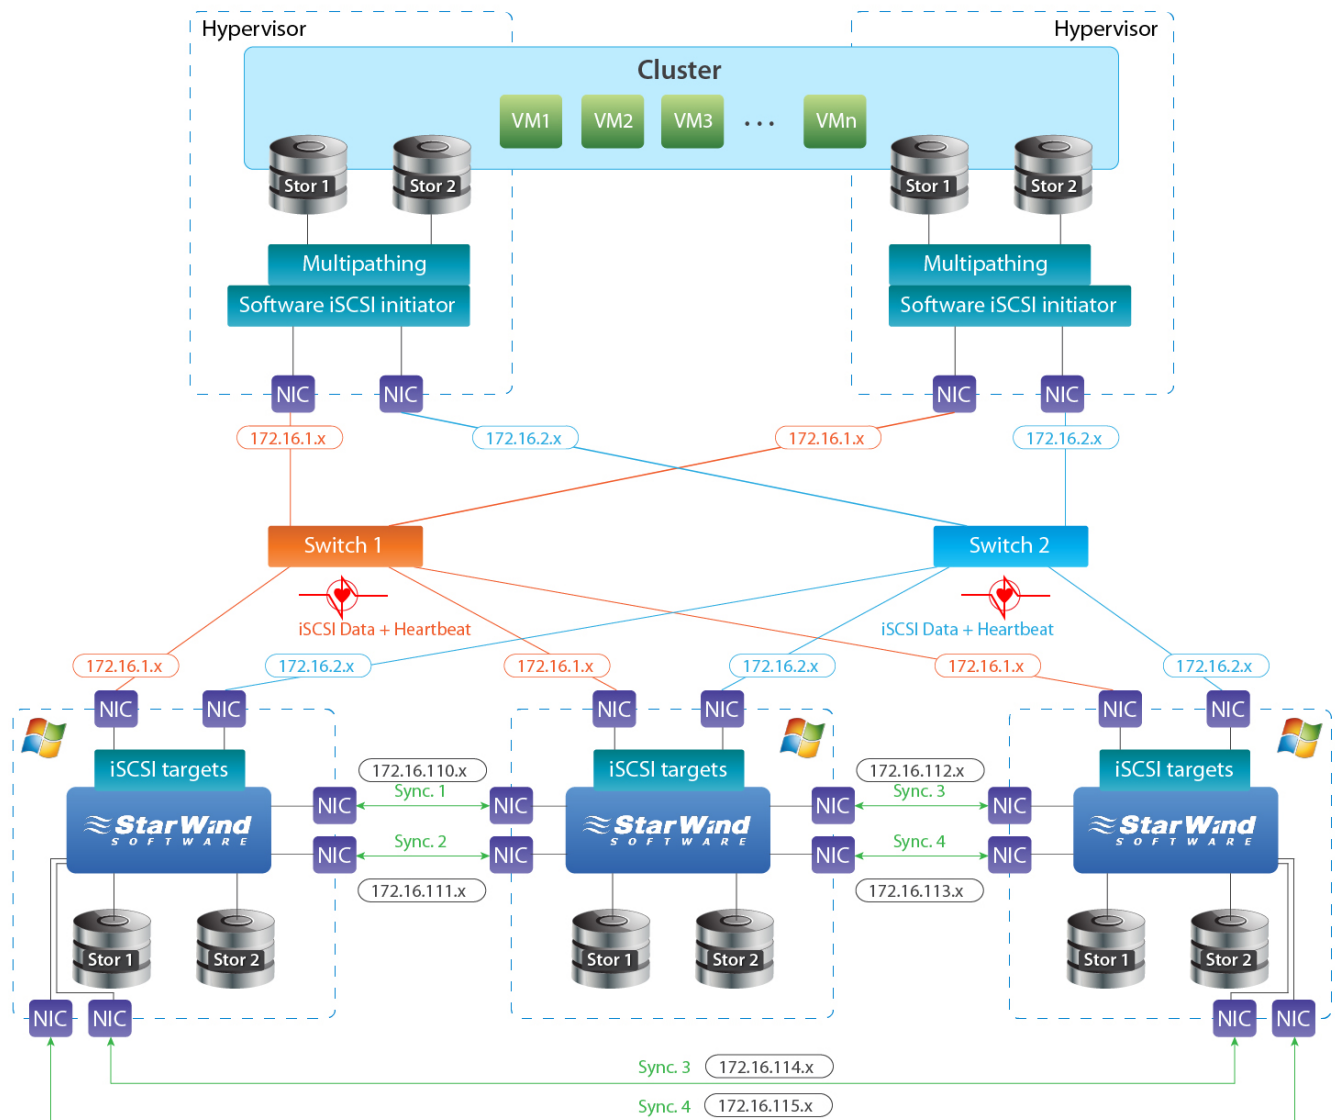 Hypervisor
Hypervisor
Cluster
VM1
VM2
VM3
...
VMn
Stor 1
Stor 2
Stor 1
Stor 2
Multipathing
Multipathing
Software iSCSI initiator
Software iSCSI initiator
NIC
NIC
NIC
NIC
172.16.1.x
172.16.2.x
172.16.1.x
172.16.2.x
Switch 1
Switch 2
iSCSI Data + Heartbeat
iSCSI Data + Heartbeat
172.16.1.x
172.16.2.x
172.16.1.x
172.16.2.x
172.16.1.x
172.16.2.x
NIC
NIC
NIC
NIC
NIC
NIC
iSCSI targets
iSCSI targets
iSCSI targets
172.16.110.x
172.16.112.x
Sync. 1
Sync. 3
NIC
NIC
NIC
NIC
StarWind
SOFTWARE
StarWind
SOFTWARE
StarWind
SOFTWARE
Sync. 2
Sync. 4
NIC
NIC
NIC
NIC
172.16.111.x
172.16.113.x
Stor 1
Stor 2
Stor 1
Stor 2
Stor 1
Stor 2
NIC
NIC
NIC
NIC
Sync. 3
172.16.114.x
Sync. 4
172.16.115.x